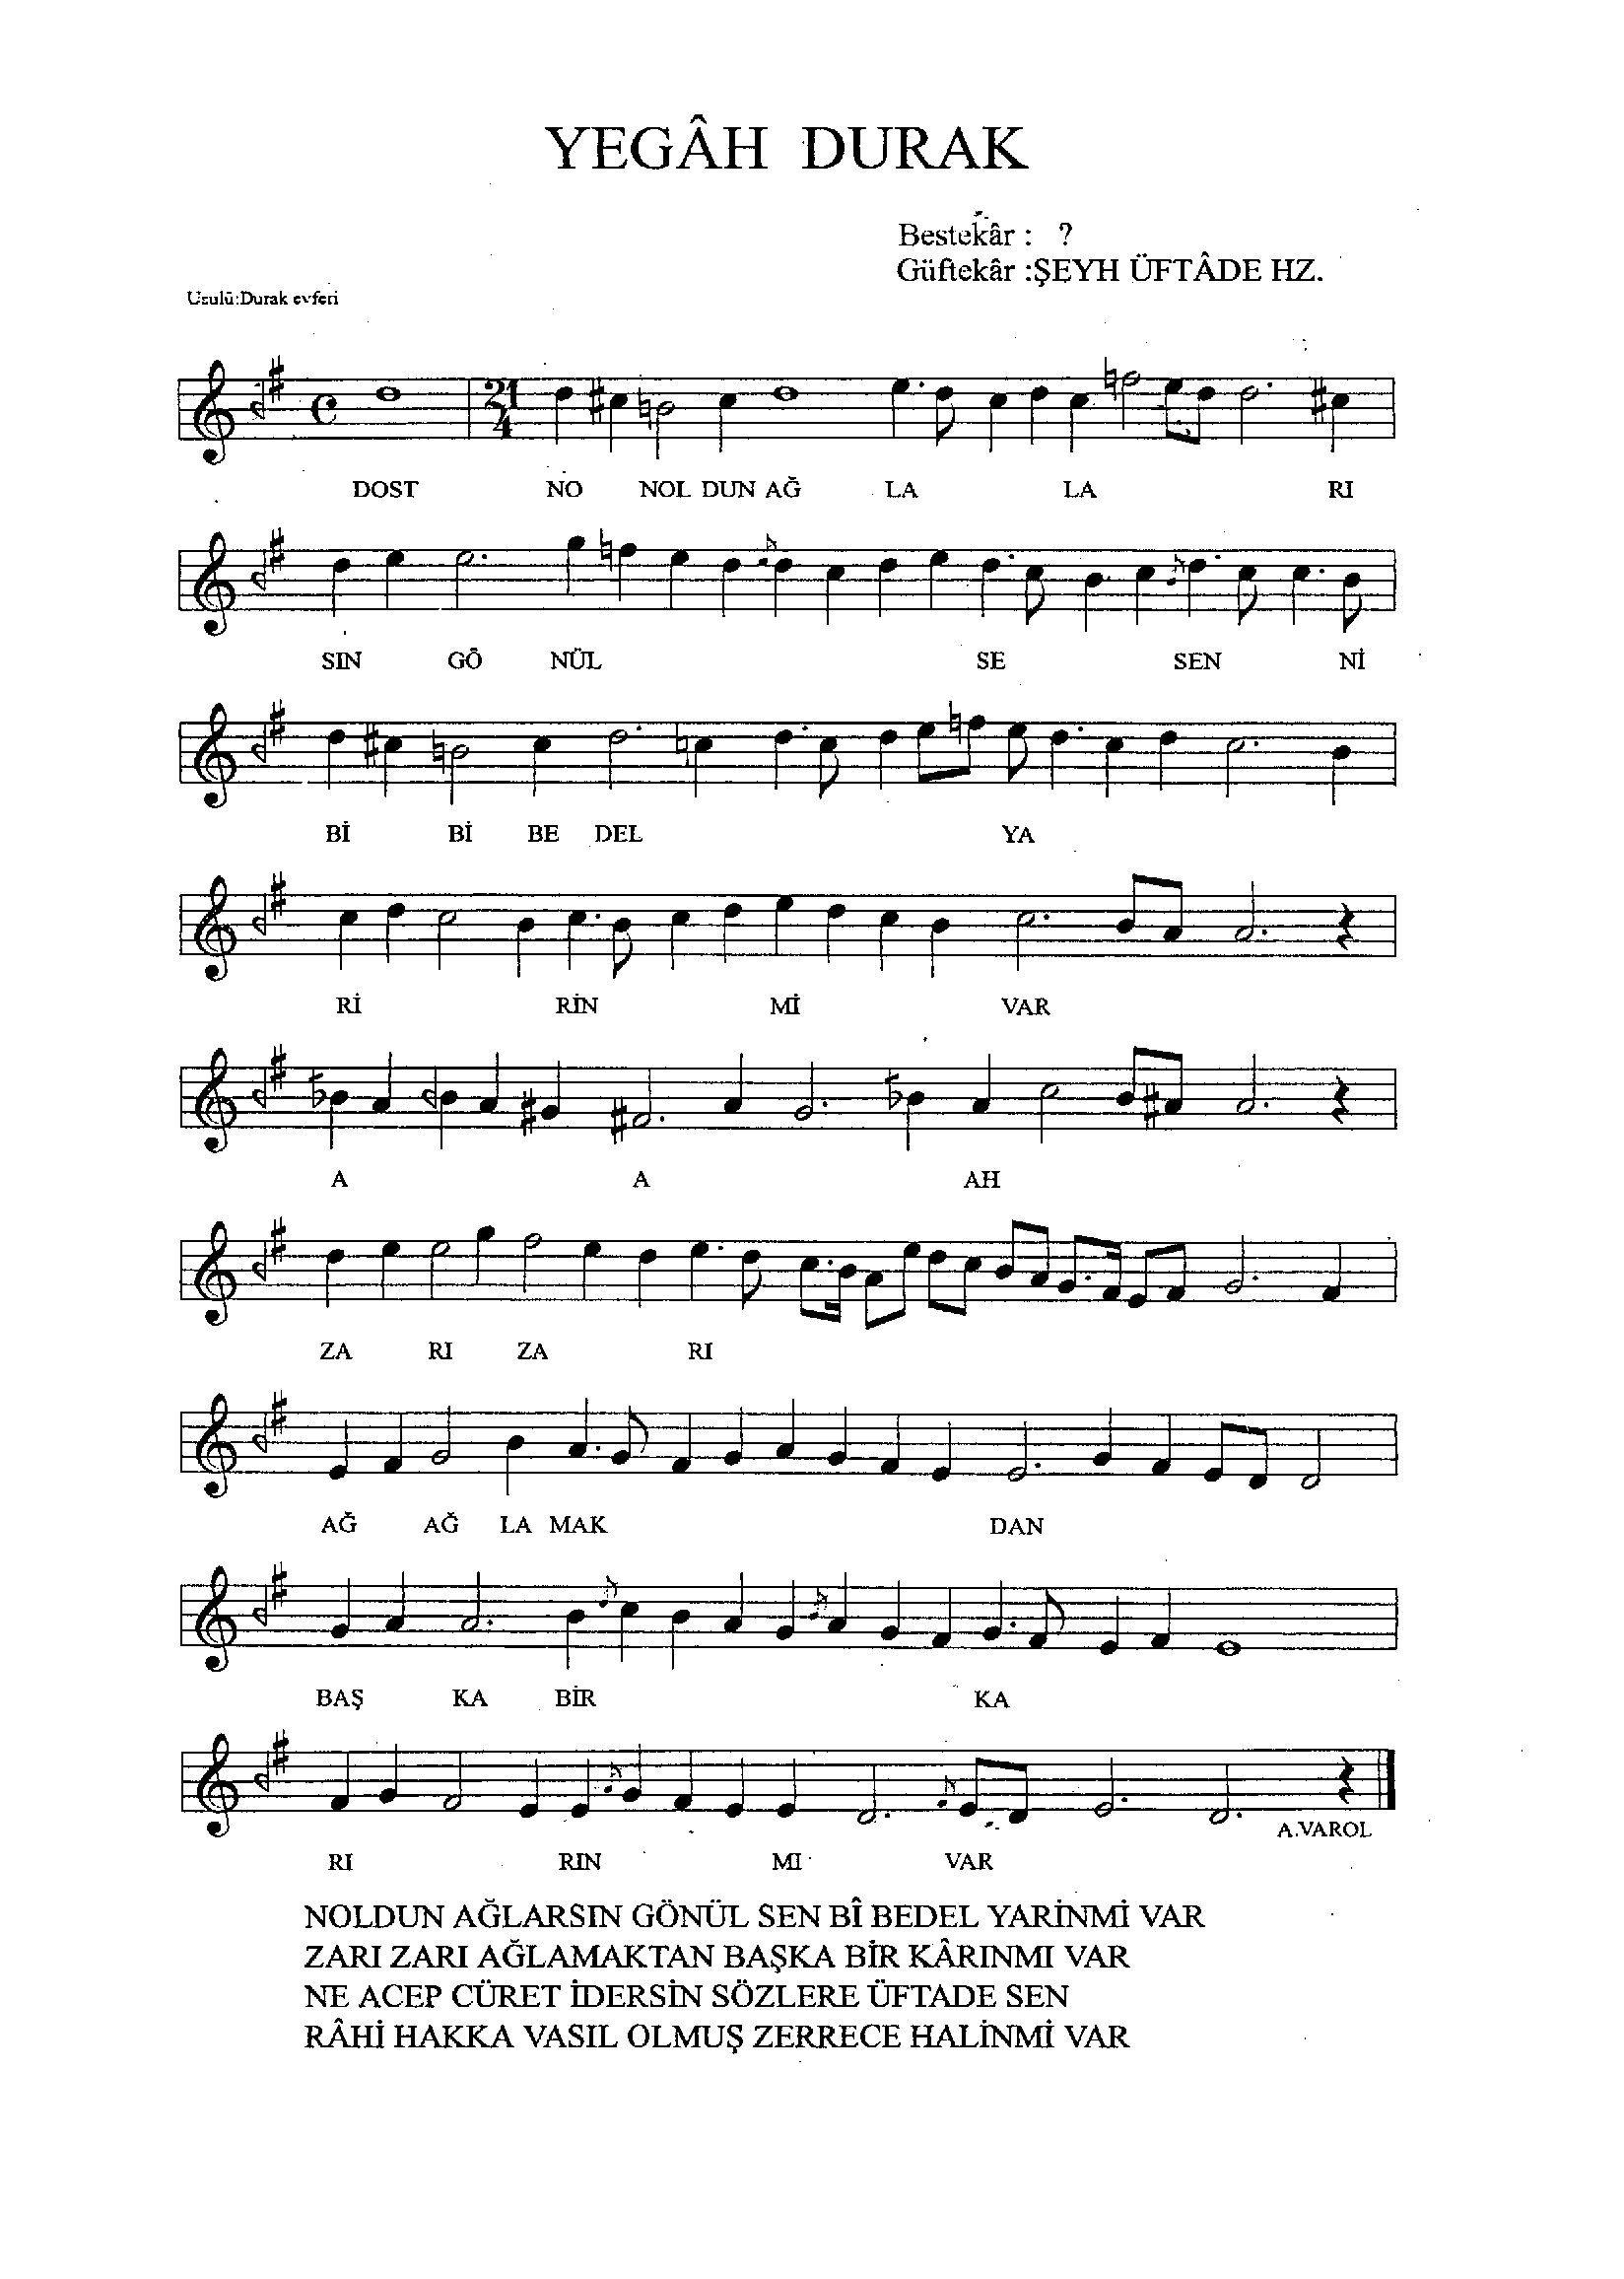 YEGÂH DURAK
Bestekâr : ?
Güftekâr :ŞEYH ÜFTÂDE HZ.
Usulü:Durak evferi
21
4
DOST NO NOL DUN AĞ LA LA RI
SIN GÖ NÜL SE SEN Nİ
Bİ Bİ BE DEL YA
Rİ RİN Mİ VAR
A A AH
ZA RI ZA RI
AĞ AĞ LA MAK DAN
BAŞ KA BİR KA
A.VAROL
RI RIN MI VAR
NOLDUN AĞLARSIN GÖNÜL SEN BÎ BEDEL YARİNMİ VAR
ZARI ZARI AĞLAMAKTAN BAŞKA BİR KÂRINMI VAR
NE ACEP CÜRET İDERSİN SÖZLERE ÜFTADE SEN
RÂHİ HAKKA VASIL OLMUŞ ZERRECE HALİNMİ VAR